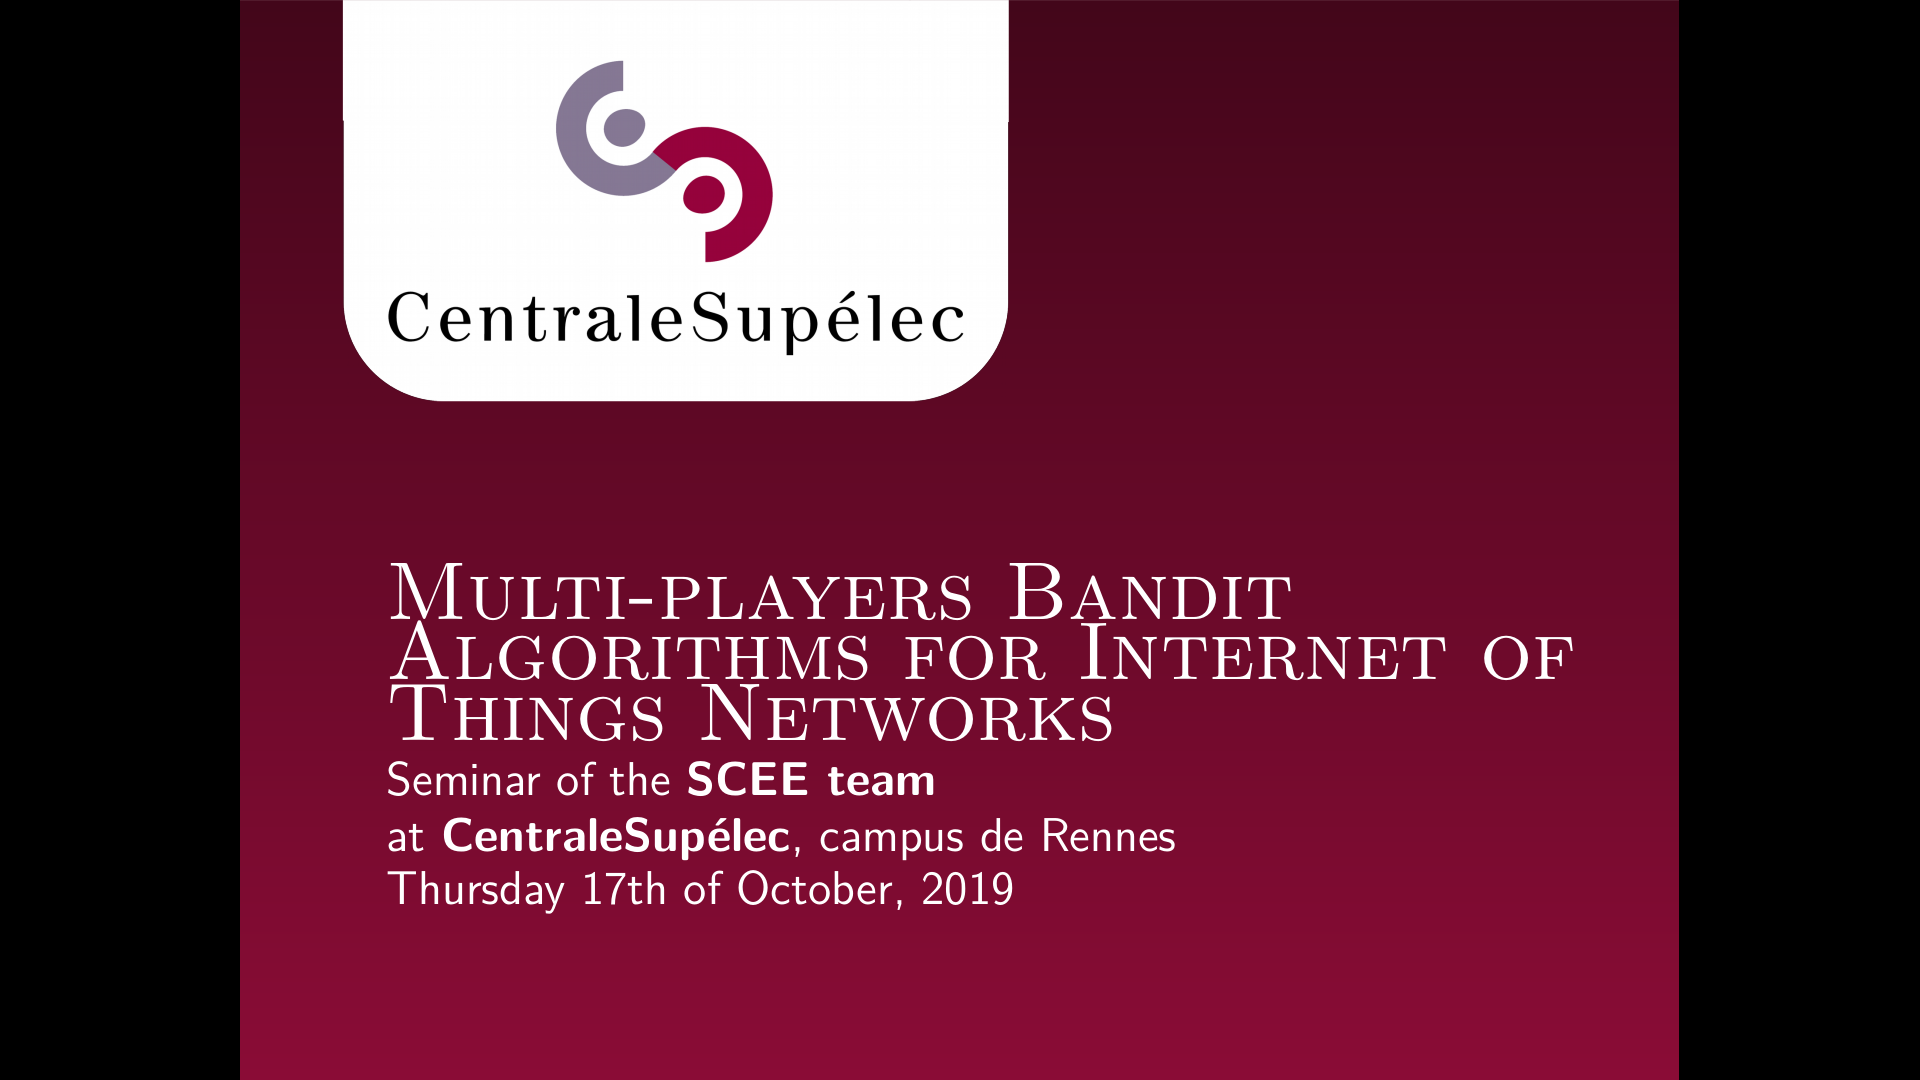 CentraleSupélec
Multi-players Bandit
Algorithms for Internet of
Things Networks
Seminar of the SCEE team
at CentraleSupélec, campus de Rennes
Thursday 17th of October, 2019